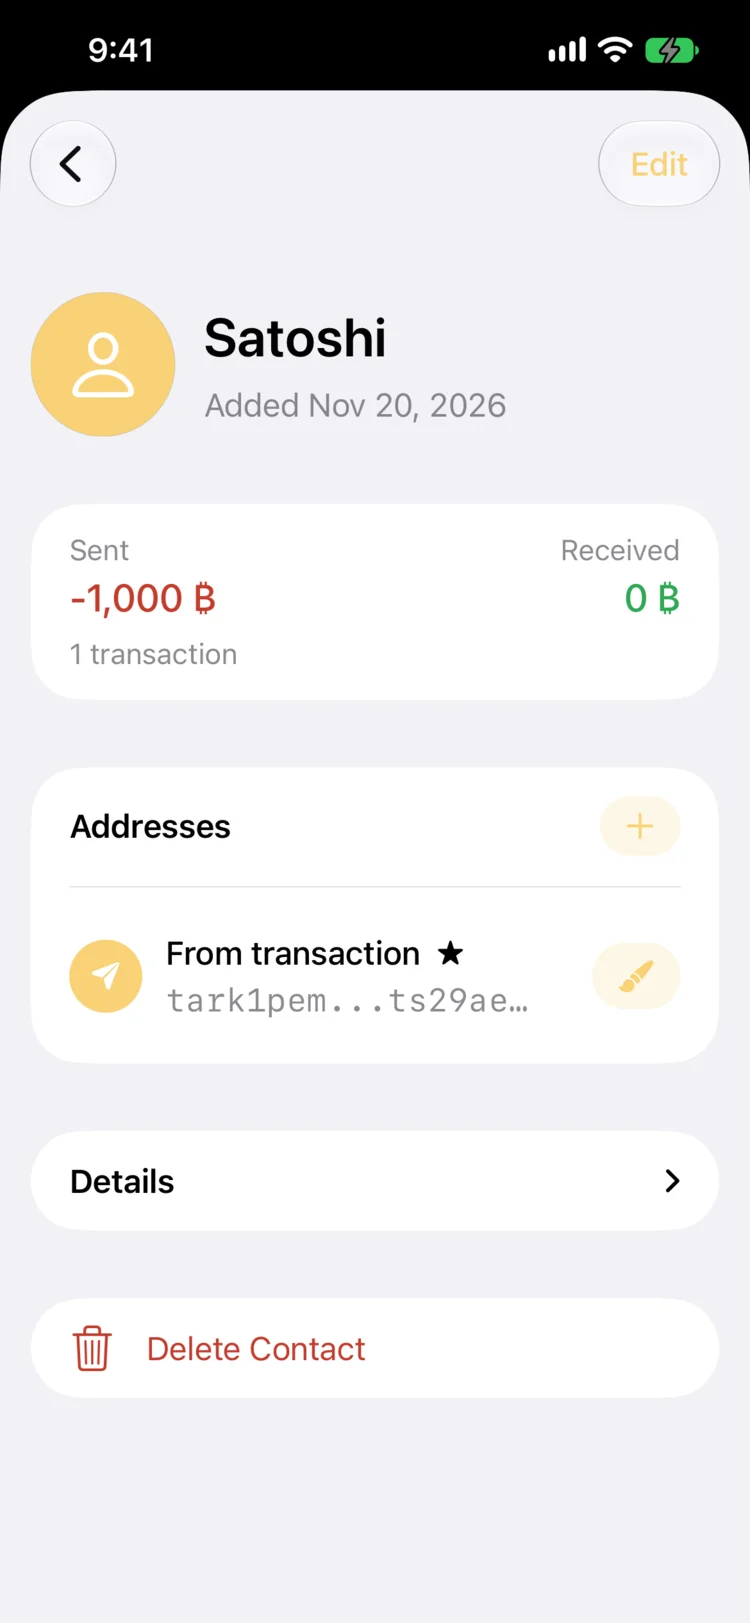 9:41
Edit
Satoshi
Added Nov 20, 2026
Sent
Received
-1,000 ₿
0 ₿
1 transaction
Addresses
From transaction ★
tark1pem...ts29ae…
Details
Delete Contact